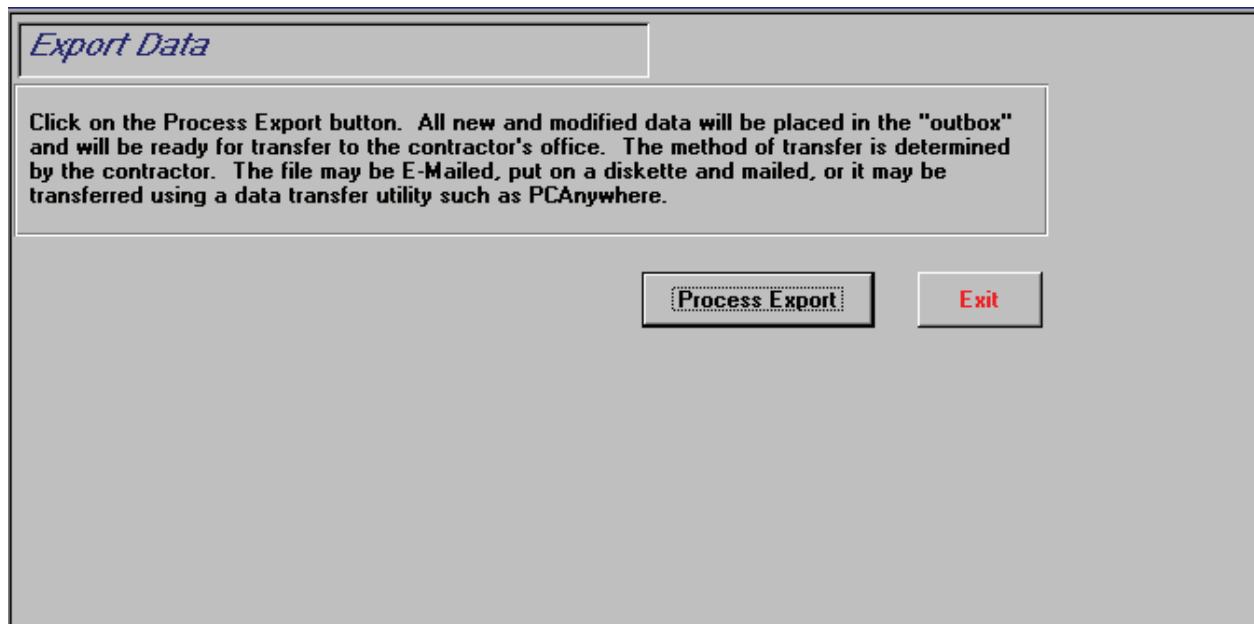 Export Data
Click on the Process Export button.  All new and modified data will be placed in the "outbox"
and will be ready for transfer to the contractor's office.  The method of transfer is determined
by the contractor.  The file may be E-Mailed, put on a diskette and mailed, or it may be
transferred using a data transfer utility such as PCAnywhere.
Process Export
Exit